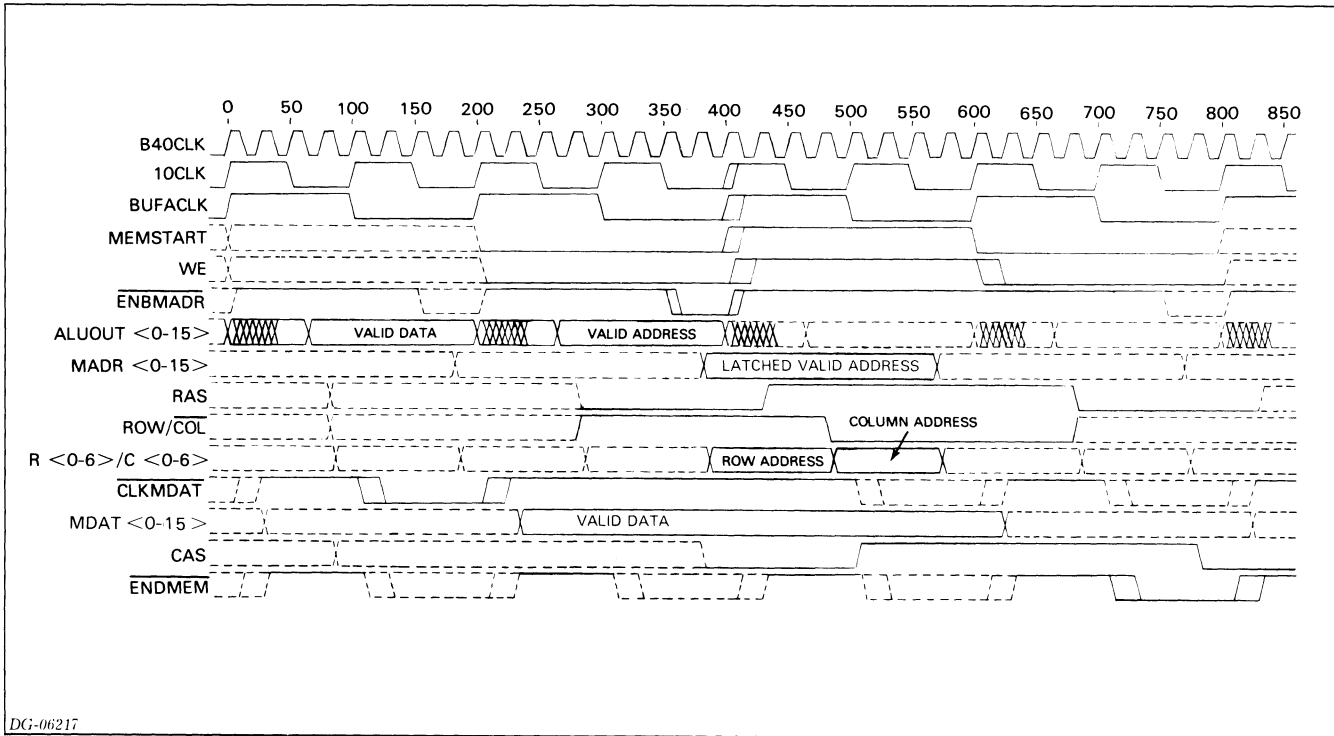 0 50 100 150 200 250 300 350 400 450 500 550 600 650 700 750 800 850
B40CLK
10CLK
BUFACLK
MEMSTART
WE
ENBMADR
ALUOUT <0-15> VALID DATA VALID ADDRESS
MADR <0-15> LATCHED VALID ADDRESS
RAS
ROW/COL COLUMN ADDRESS
R <0-6>/C <0-6> ROW ADDRESS
CLKMDAT
MDAT <0-15> VALID DATA
CAS
ENDMEM
DG-06217